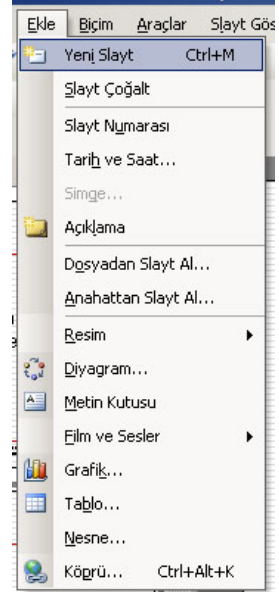 Ekle Biçim Araçlar Slayt Gös
Yeni Slayt Ctrl+M
Slayt Çoğalt
Slayt Numarası
Tarih ve Saat...
Simge...
Açıklama
Dosyadan Slayt Al...
Anahattan Slayt Al...
Resim
Diyagram...
Metin Kutusu
Film ve Sesler
Grafik...
Tablo...
Nesne...
Köprü... Ctrl+Alt+K